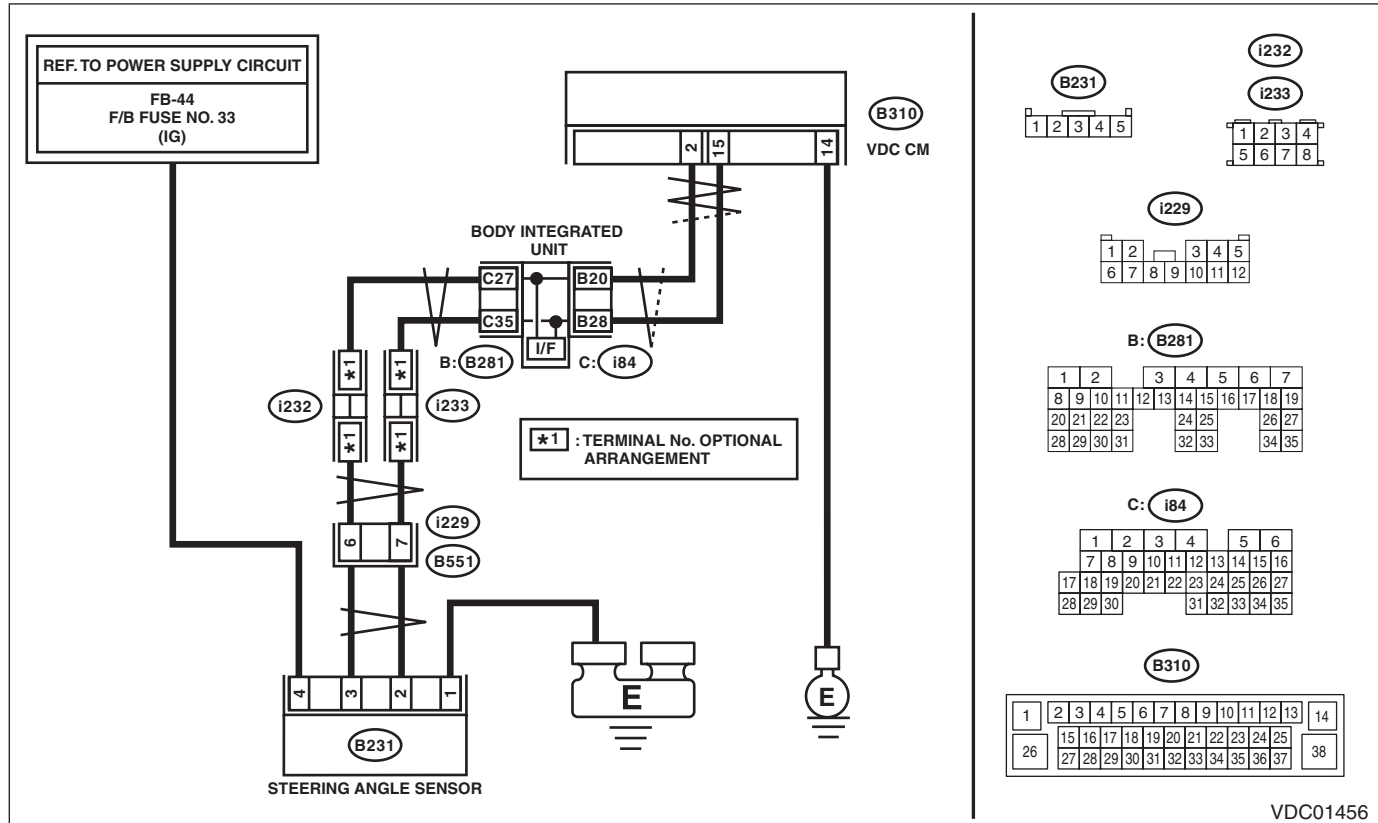 REF. TO POWER SUPPLY CIRCUIT
FB-44
F/B FUSE NO. 33
(IG)
B310
VDC CM
2
15
14
BODY INTEGRATED
UNIT
C27
B20
C35
B28
I/F
B: B281
C: i84
*1
*1
i232
i233
*1
*1
*1 : TERMINAL No. OPTIONAL
ARRANGEMENT
6
7
i229
B551
4
3
2
1
B231
STEERING ANGLE SENSOR
E
E
B231
1 2 3 4 5
i232
i233
1 2 3 4
5 6 7 8
i229
1 2 3 4 5
6 7 8 9 10 11 12
B: B281
1 2 3 4 5 6 7
8 9 10 11 12 13 14 15 16 17 18 19
20 21 22 23 24 25 26 27
28 29 30 31 32 33 34 35
C: i84
1 2 3 4 5 6
7 8 9 10 11 12 13 14 15 16
17 18 19 20 21 22 23 24 25 26 27
28 29 30 31 32 33 34 35
B310
1 2 3 4 5 6 7 8 9 10 11 12 13 14
15 16 17 18 19 20 21 22 23 24 25
26 27 28 29 30 31 32 33 34 35 36 37 38
VDC01456